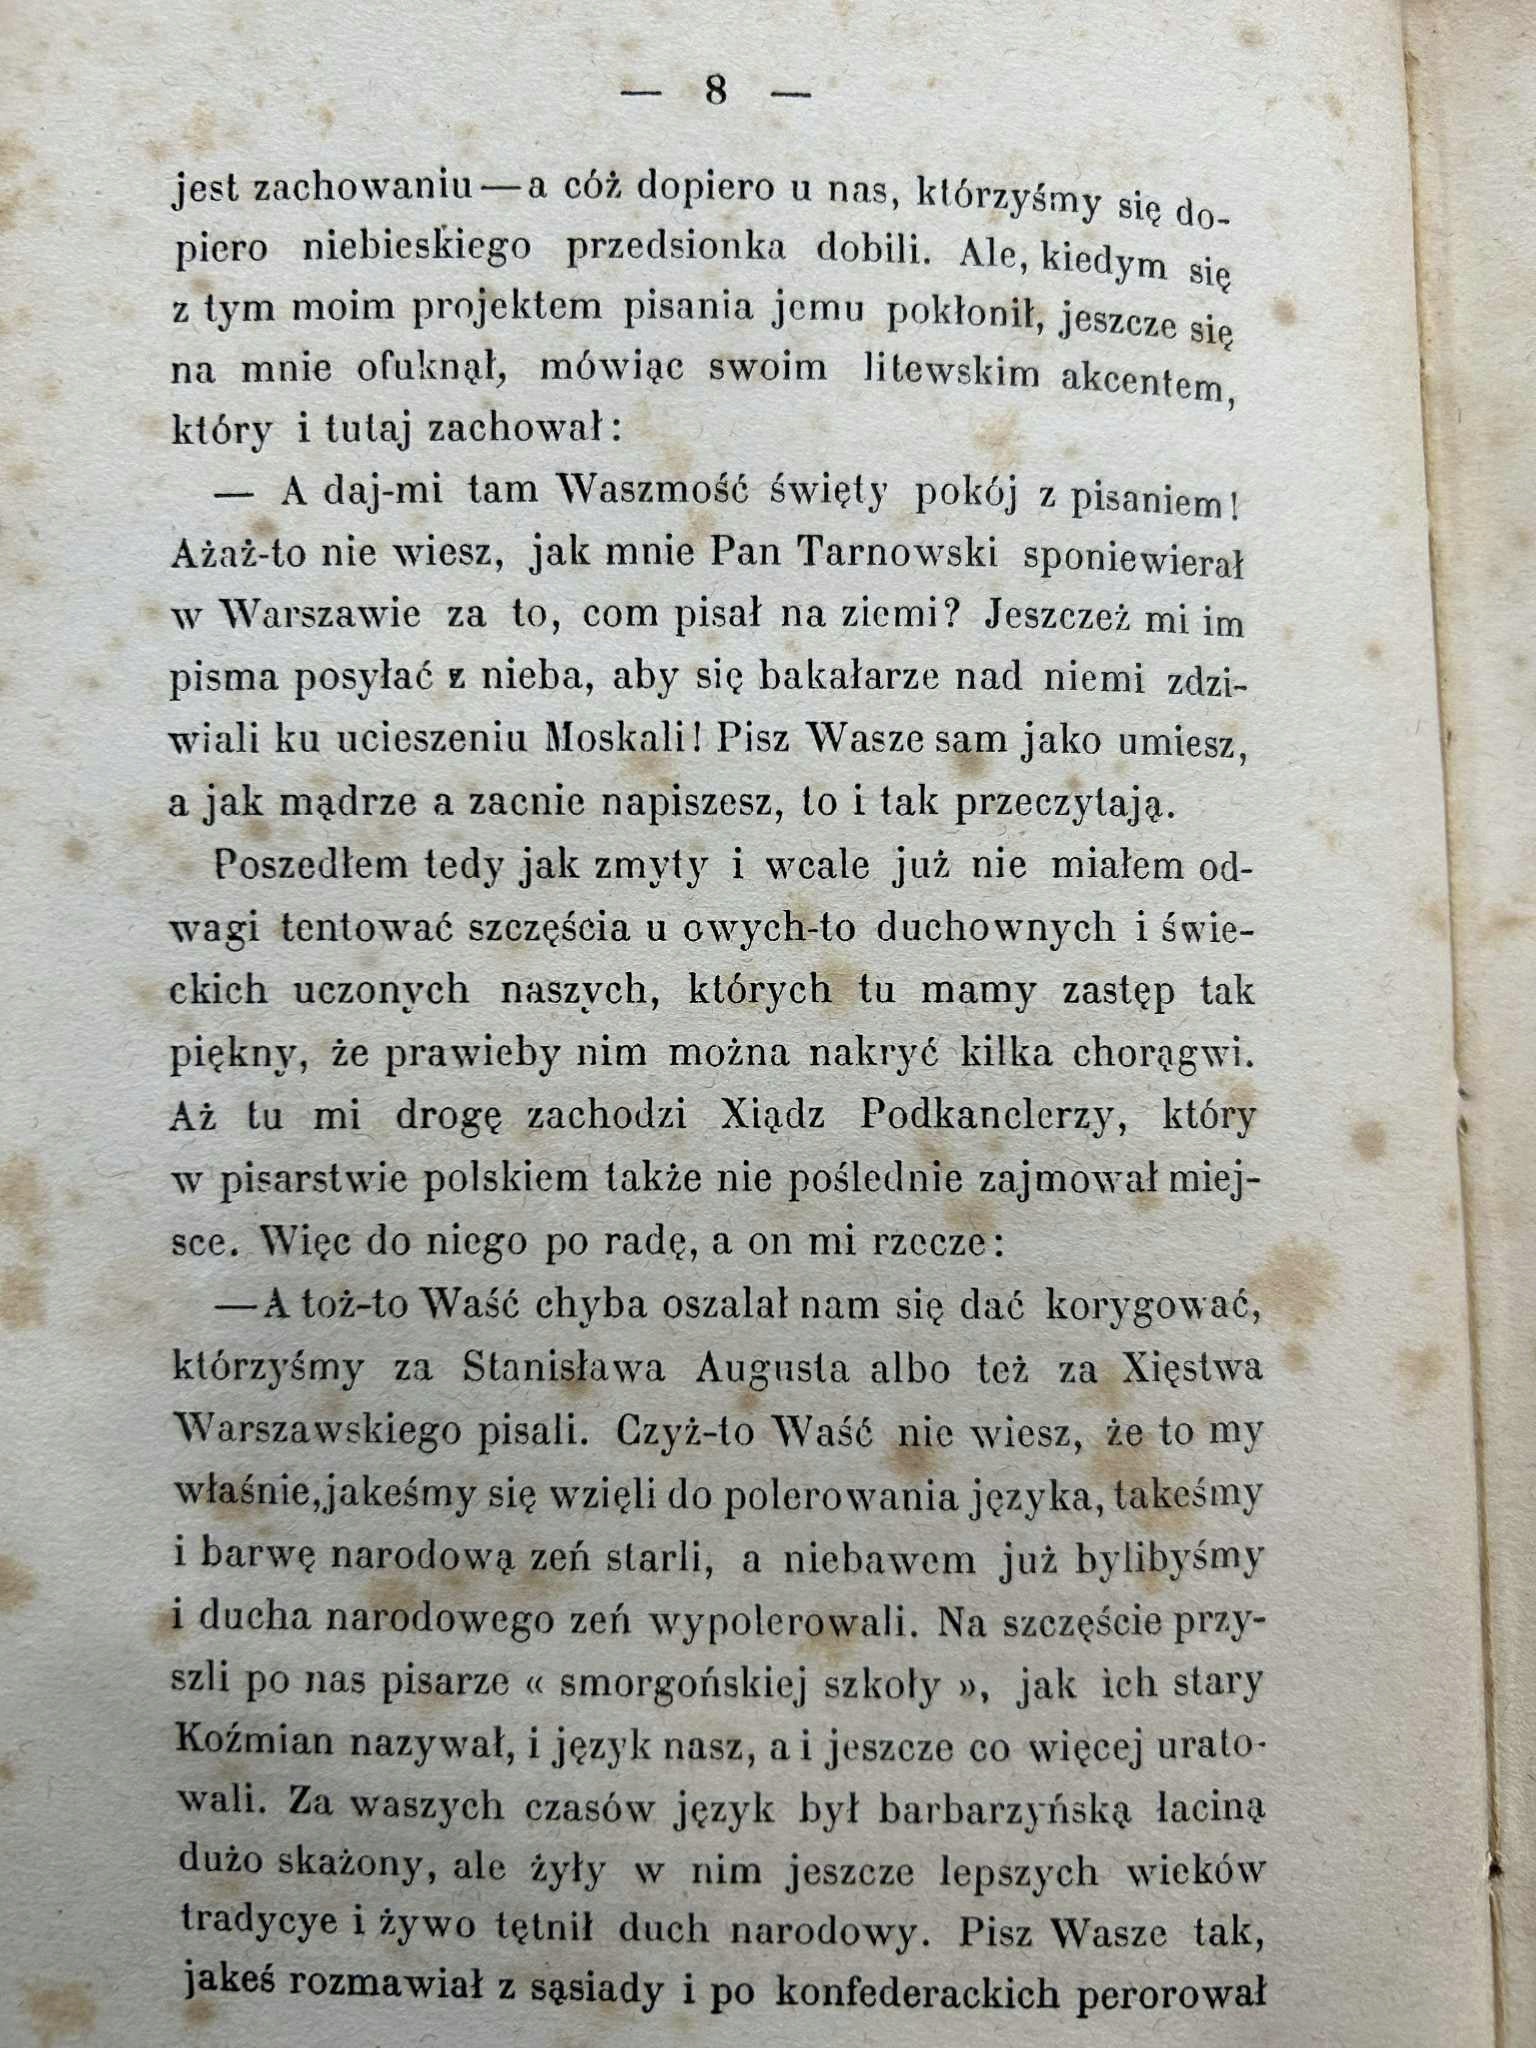 — 8 —
jest zachowaniu — a cóż dopiero u nas, którzyśmy się do-
piero niebieskiego przedsionka dobili. Ale, kiedym się
z tym moim projektem pisania jemu pokłonił, jeszcze się
na mnie ofuknął, mówiąc swoim litewskim akcentem,
który i tutaj zachował:
— A daj-mi tam Waszmość święty pokój z pisaniem!
Ażaż-to nie wiesz, jak mnie Pan Tarnowski sponiewierał
w Warszawie za to, com pisał na ziemi? Jeszczeż mi im
pisma posyłać z nieba, aby się bakałarze nad niemi zdzi-
wiali ku ucieszeniu Moskali! Pisz Wasze sam jako umiesz,
a jak mądrze a zacnie napiszesz, to i tak przeczytają.
Poszedłem tedy jak zmyty i wcale już nie miałem od-
wagi tentować szczęścia u owych-to duchownych i świe-
ckich uczonych naszych, których tu mamy zastęp tak
piękny, że prawieby nim można nakryć kilka chorągwi.
Aż tu mi drogę zachodzi Xiądz Podkanclerzy, który
w pisarstwie polskiem także nie poślednie zajmował miej-
sce. Więc do niego po radę, a on mi rzecze:
— A toż-to Waść chyba oszalał nam się dać korygować,
którzyśmy za Stanisława Augusta albo też za Xięstwa
Warszawskiego pisali. Czyż-to Waść nie wiesz, że to my
właśnie, jakeśmy się wzięli do polerowania języka, takeśmy
i barwę narodową zeń starli, a niebawem już bylibyśmy
i ducha narodowego zeń wypolerowali. Na szczęście przy-
szli po nas pisarze « smorgońskiej szkoły », jak ich stary
Koźmian nazywał, i język nasz, a i jeszcze co więcej urato-
wali. Za waszych czasów język był barbarzyńską łaciną
dużo skażony, ale żyły w nim jeszcze lepszych wieków
tradycye i żywo tętnił duch narodowy. Pisz Wasze tak,
jakeś rozmawiał z sąsiady i po konfederackich perorował